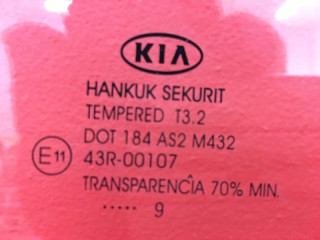 KIA
HANKUK SEKURIT
TEMPERED T3.2
DOT 184 AS2 M432
E11 43R-00107
TRANSPARENCÎA 70% MIN.
..... 9